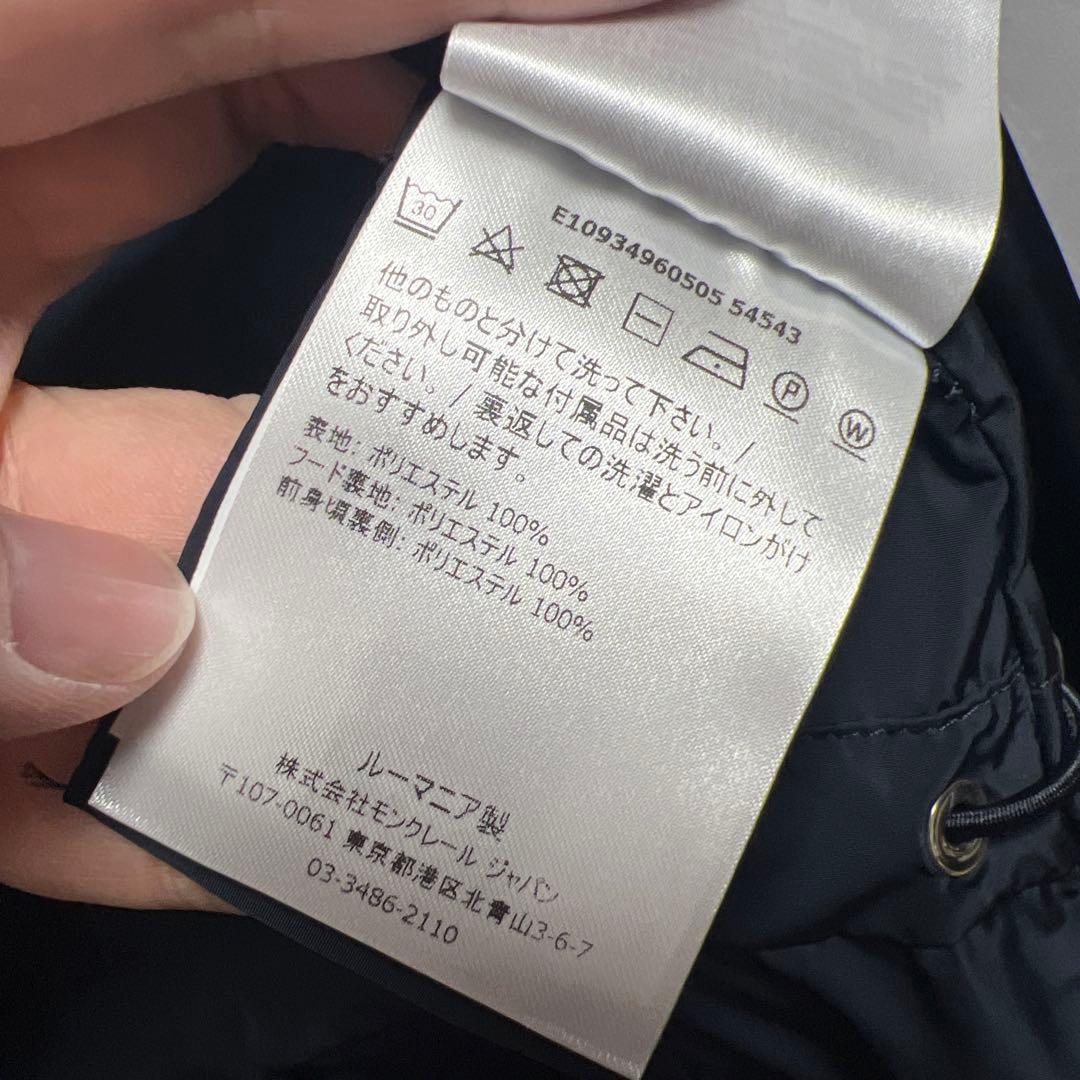 E10934960505 54543
30
P
W
他のものと分けて洗って下さい。/
取り外し可能な付属品は洗う前に外して
ください。/ 裏返しての洗濯とアイロンがけ
をおすすめします。
表地: ポリエステル 100%
フード裏地: ポリエステル 100%
前身頃裏側: ポリエステル 100%
ルーマニア製
株式会社モンクレール ジャパン
〒107-0061 東京都港区北青山3-6-7
03-3486-2110